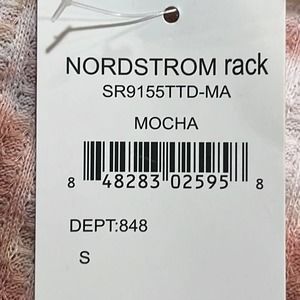 NORDSTROM rack
SR9155TTD-MA
MOCHA
8 48283 02595 8
DEPT:848
S